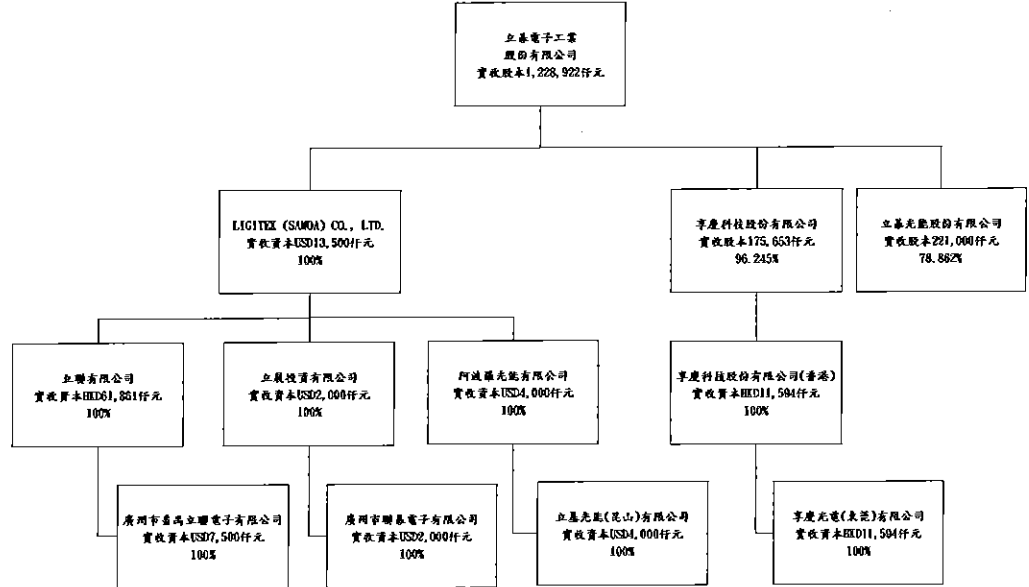 立碁電子工業
股份有限公司
實收股本1,228,922仟元
LIGITEK (SAMOA) CO., LTD.
實收資本USD13,500仟元
100%
享慶科技股份有限公司
實收股本175,653仟元
96.245%
立碁光能股份有限公司
實收股本221,000仟元
78.862%
立聯有限公司
實收資本HKD61,861仟元
100%
立晨投資有限公司
實收資本USD2,000仟元
100%
阿波羅光能有限公司
實收資本USD4,000仟元
100%
享慶科技股份有限公司(香港)
實收資本HKD11,594仟元
100%
廣州市番禺立聯電子有限公司
實收資本USD7,500仟元
100%
廣州市聯碁電子有限公司
實收資本USD2,000仟元
100%
立基光能(昆山)有限公司
實收資本USD4,000仟元
100%
享慶光電(東莞)有限公司
實收資本HKD11,594仟元
100%